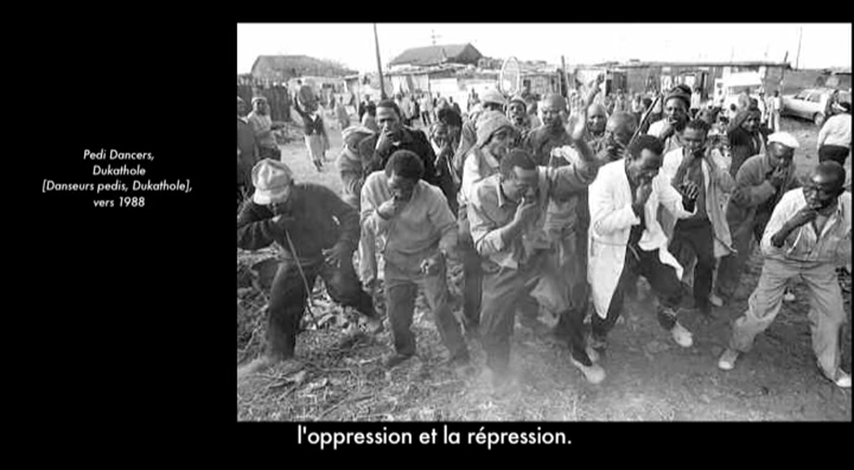 Pedi Dancers,
Dukathole
[Danseurs pedis, Dukathole],
vers 1988
l'oppression et la répression.